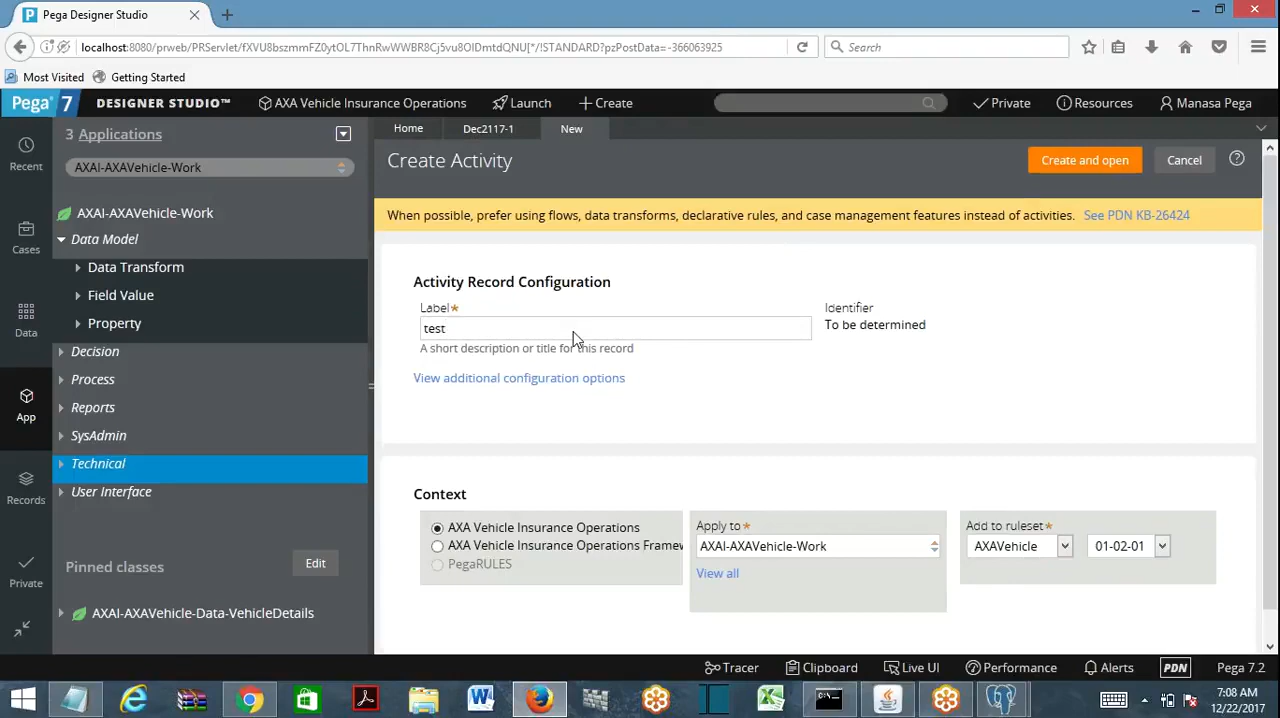 Pega Designer Studio
localhost:8080/prweb/PRServlet/fXVU8bszmmFZ0ytOL7ThnRwWWBR8Cj5vu8OIDmtdQNU[*/!STANDARD?pzPostData=-366063925
Search
Most Visited
Getting Started
Pega 7 DESIGNER STUDIO™
AXA Vehicle Insurance Operations
Launch
Create
Private
Resources
Manasa Pega
Recent
Cases
Data
App
Records
Private
3 Applications
AXAI-AXAVehicle-Work
AXAI-AXAVehicle-Work
Data Model
Data Transform
Field Value
Property
Decision
Process
Reports
SysAdmin
Technical
User Interface
Pinned classes
Edit
AXAI-AXAVehicle-Data-VehicleDetails
Home
Dec2117-1
New
Create Activity
Create and open
Cancel
When possible, prefer using flows, data transforms, declarative rules, and case management features instead of activities. See PDN KB-26424
Activity Record Configuration
Label*
test
A short description or title for this record
Identifier
To be determined
View additional configuration options
Context
AXA Vehicle Insurance Operations
AXA Vehicle Insurance Operations Framew
PegaRULES
Apply to*
AXAI-AXAVehicle-Work
View all
Add to ruleset*
AXAVehicle
01-02-01
Tracer
Clipboard
Live UI
Performance
Alerts
PDN
Pega 7.2
7:08 AM
12/22/2017